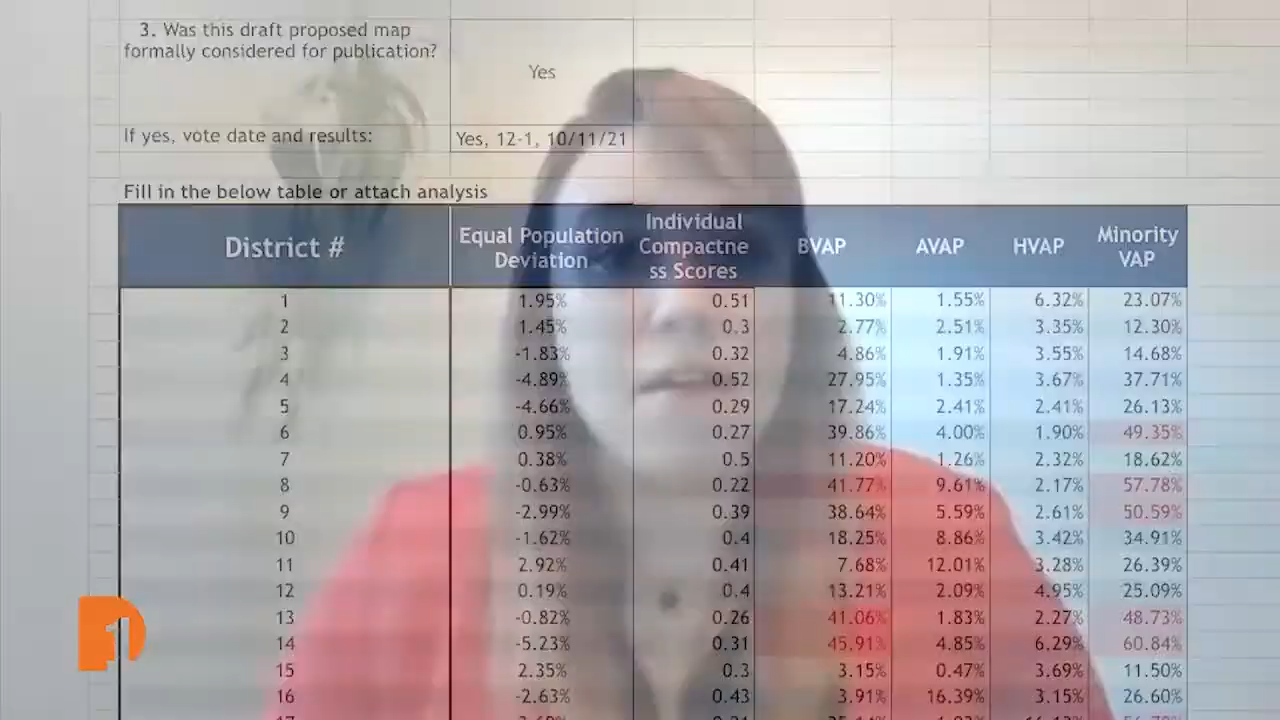 3. Was this draft proposed map
formally considered for publication?
Yes
If yes, vote date and results:
Yes, 12-1, 10/11/21
Fill in the below table or attach analysis
District # Equal Population Deviation Individual Compactne ss Scores BVAP AVAP HVAP Minority VAP
1 1.95% 0.51 11.30% 1.55% 6.32% 23.07%
2 1.45% 0.3 2.77% 2.51% 3.35% 12.30%
3 -1.83% 0.32 4.86% 1.91% 3.55% 14.68%
4 -4.89% 0.52 27.95% 1.35% 3.67% 37.71%
5 -4.66% 0.29 17.24% 2.41% 2.41% 26.13%
6 0.95% 0.27 39.86% 4.00% 1.90% 49.35%
7 0.38% 0.5 11.20% 1.26% 2.32% 18.62%
8 -0.63% 0.22 41.77% 9.61% 2.17% 57.78%
9 -2.99% 0.39 38.64% 5.59% 2.61% 50.59%
10 -1.62% 0.4 18.25% 8.86% 3.42% 34.91%
11 2.92% 0.41 7.68% 12.01% 3.28% 26.39%
12 0.19% 0.4 13.21% 2.09% 4.95% 25.09%
13 -0.82% 0.26 41.06% 1.83% 2.27% 48.73%
14 -5.23% 0.31 45.91% 4.85% 6.29% 60.84%
15 2.35% 0.3 3.15% 0.47% 3.69% 11.50%
16 -2.63% 0.43 3.91% 16.39% 3.15% 26.60%